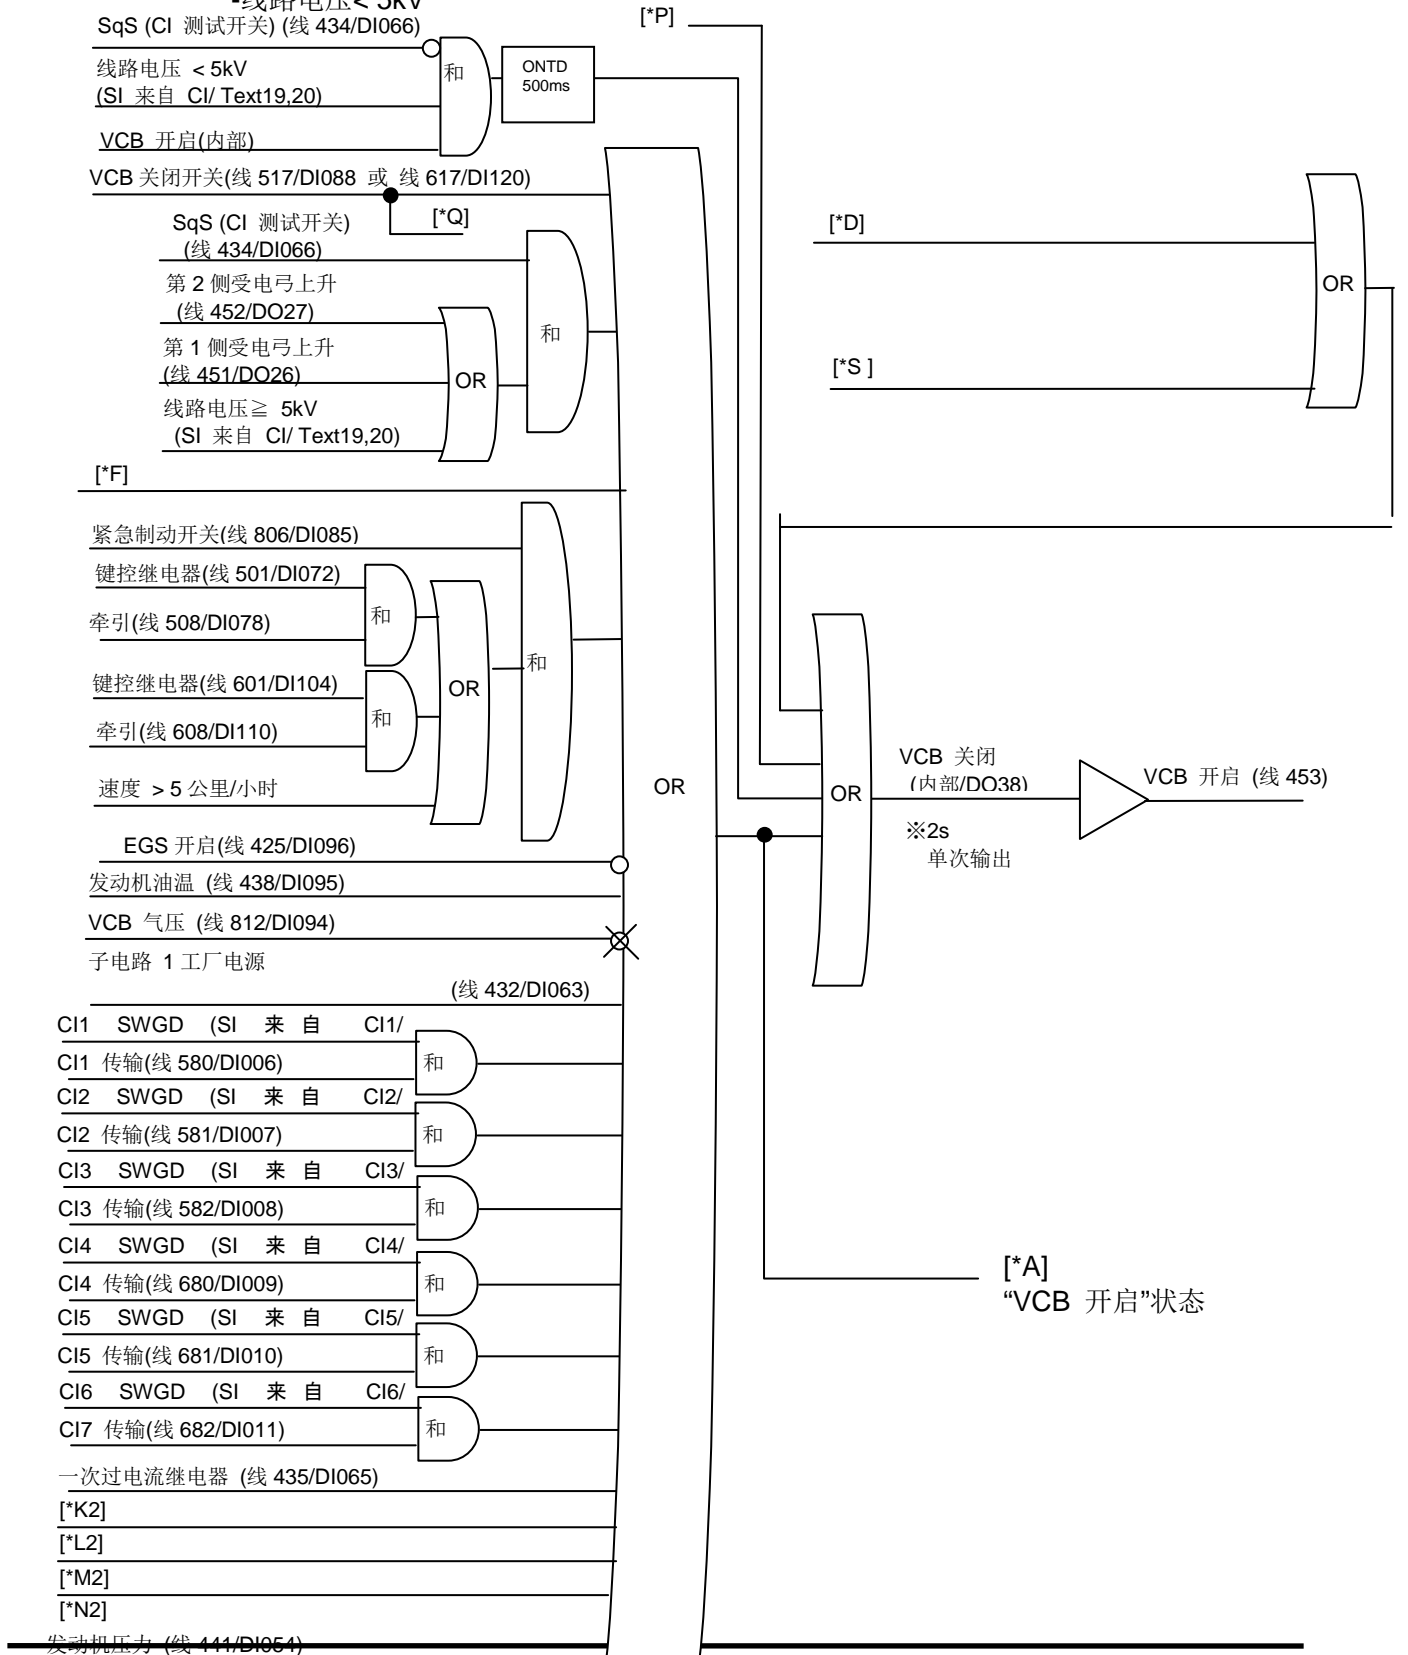 -线路电压< 5kV
SqS (CI 测试开关) (线 434/DI066)
线路电压 < 5kV
(SI 来自 CI/ Text19,20)
VCB 开启(内部)
和
ONTD
500ms
[*P]
VCB 关闭开关(线 517/DI088 或 线 617/DI120)
[*Q]
SqS (CI 测试开关)
(线 434/DI066)
第 2 侧受电弓上升
(线 452/DO27)
第 1 侧受电弓上升
(线 451/DO26)
线路电压≧ 5kV
(SI 来自 CI/ Text19,20)
OR
和
[*D]
[*S ]
OR
[*F]
紧急制动开关(线 806/DI085)
键控继电器(线 501/DI072)
牵引(线 508/DI078)
和
键控继电器(线 601/DI104)
牵引(线 608/DI110)
和
速度 > 5 公里/小时
OR
和
EGS 开启(线 425/DI096)
发动机油温 (线 438/DI095)
VCB 气压 (线 812/DI094)
子电路 1 工厂电源
(线 432/DI063)
OR
OR
VCB 关闭
(内部/DO38)
※2s
单次输出
VCB 开启 (线 453)
CI1 SWGD (SI 来 自 CI1/
CI1 传输(线 580/DI006)
和
CI2 SWGD (SI 来 自 CI2/
CI2 传输(线 581/DI007)
和
CI3 SWGD (SI 来 自 CI3/
CI3 传输(线 582/DI008)
和
CI4 SWGD (SI 来 自 CI4/
CI4 传输(线 680/DI009)
和
CI5 SWGD (SI 来 自 CI5/
CI5 传输(线 681/DI010)
和
CI6 SWGD (SI 来 自 CI6/
CI7 传输(线 682/DI011)
和
[*A]
“VCB 开启”状态
一次过电流继电器 (线 435/DI065)
[*K2]
[*L2]
[*M2]
[*N2]
发动机压力 (线 441/DI054)